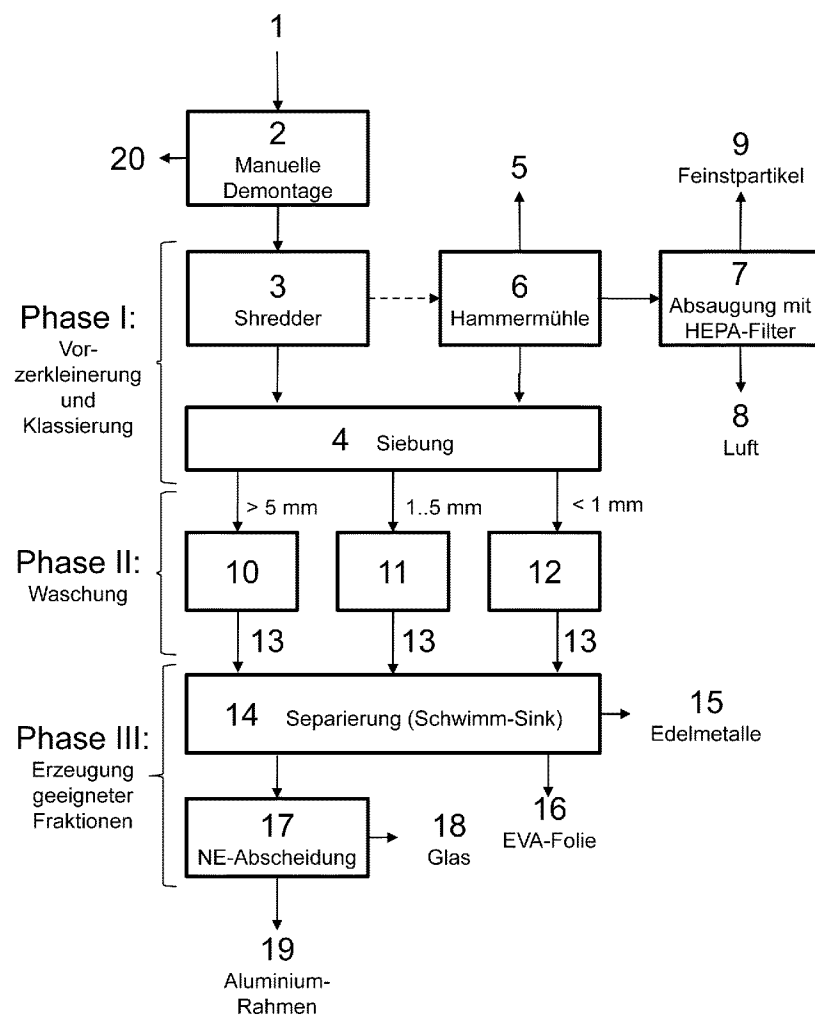 1
2
Manuelle
Demontage
20
5
9
Feinstpartikel
Phase I:
Vor-
zerkleinerung
und
Klassierung
3
Shredder
6
Hammermühle
7
Absaugung mit
HEPA-Filter
8
Luft
4 Siebung
> 5 mm
1..5 mm
< 1 mm
Phase II:
Waschung
10
11
12
13
13
13
Phase III:
Erzeugung
geeigneter
Fraktionen
14 Separierung (Schwimm-Sink)
15
Edelmetalle
16
EVA-Folie
17
NE-Abscheidung
18
Glas
19
Aluminium-
Rahmen